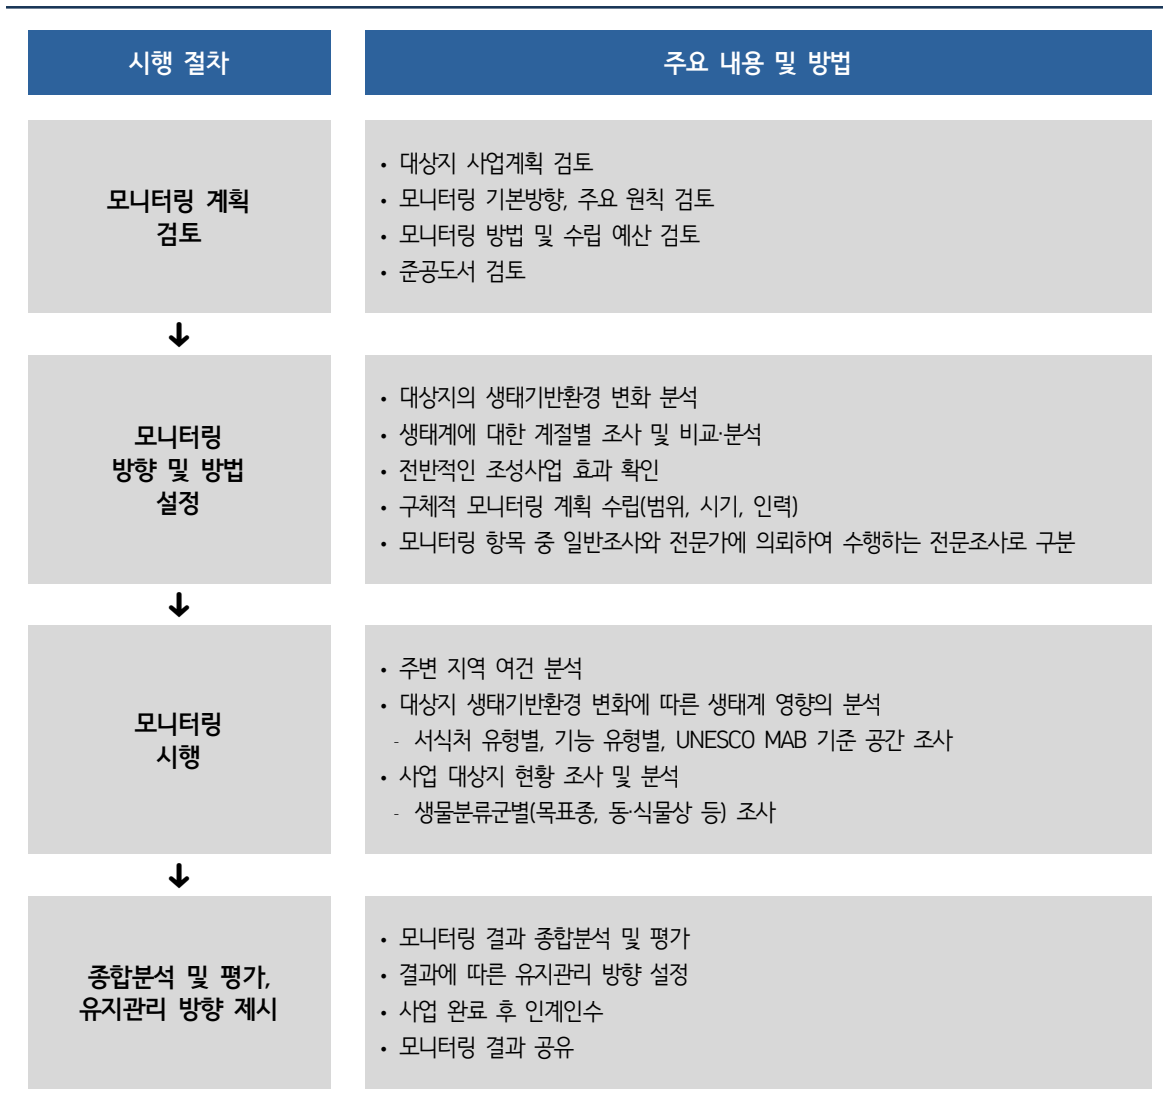 시행 절차
주요 내용 및 방법
모니터링 계획
검토
• 대상지 사업계획 검토
• 모니터링 기본방향, 주요 원칙 검토
• 모니터링 방법 및 수립 예산 검토
• 준공도서 검토
모니터링
방향 및 방법
설정
• 대상지의 생태기반환경 변화 분석
• 생태계에 대한 계절별 조사 및 비교·분석
• 전반적인 조성사업 효과 확인
• 구체적 모니터링 계획 수립(범위, 시기, 인력)
• 모니터링 항목 중 일반조사와 전문가에 의뢰하여 수행하는 전문조사로 구분
모니터링
시행
• 주변 지역 여건 분석
• 대상지 생태기반환경 변화에 따른 생태계 영향의 분석
- 서식처 유형별, 기능 유형별, UNESCO MAB 기준 공간 조사
• 사업 대상지 현황 조사 및 분석
- 생물분류군별(목표종, 동·식물상 등) 조사
종합분석 및 평가,
유지관리 방향 제시
• 모니터링 결과 종합분석 및 평가
• 결과에 따른 유지관리 방향 설정
• 사업 완료 후 인계인수
• 모니터링 결과 공유